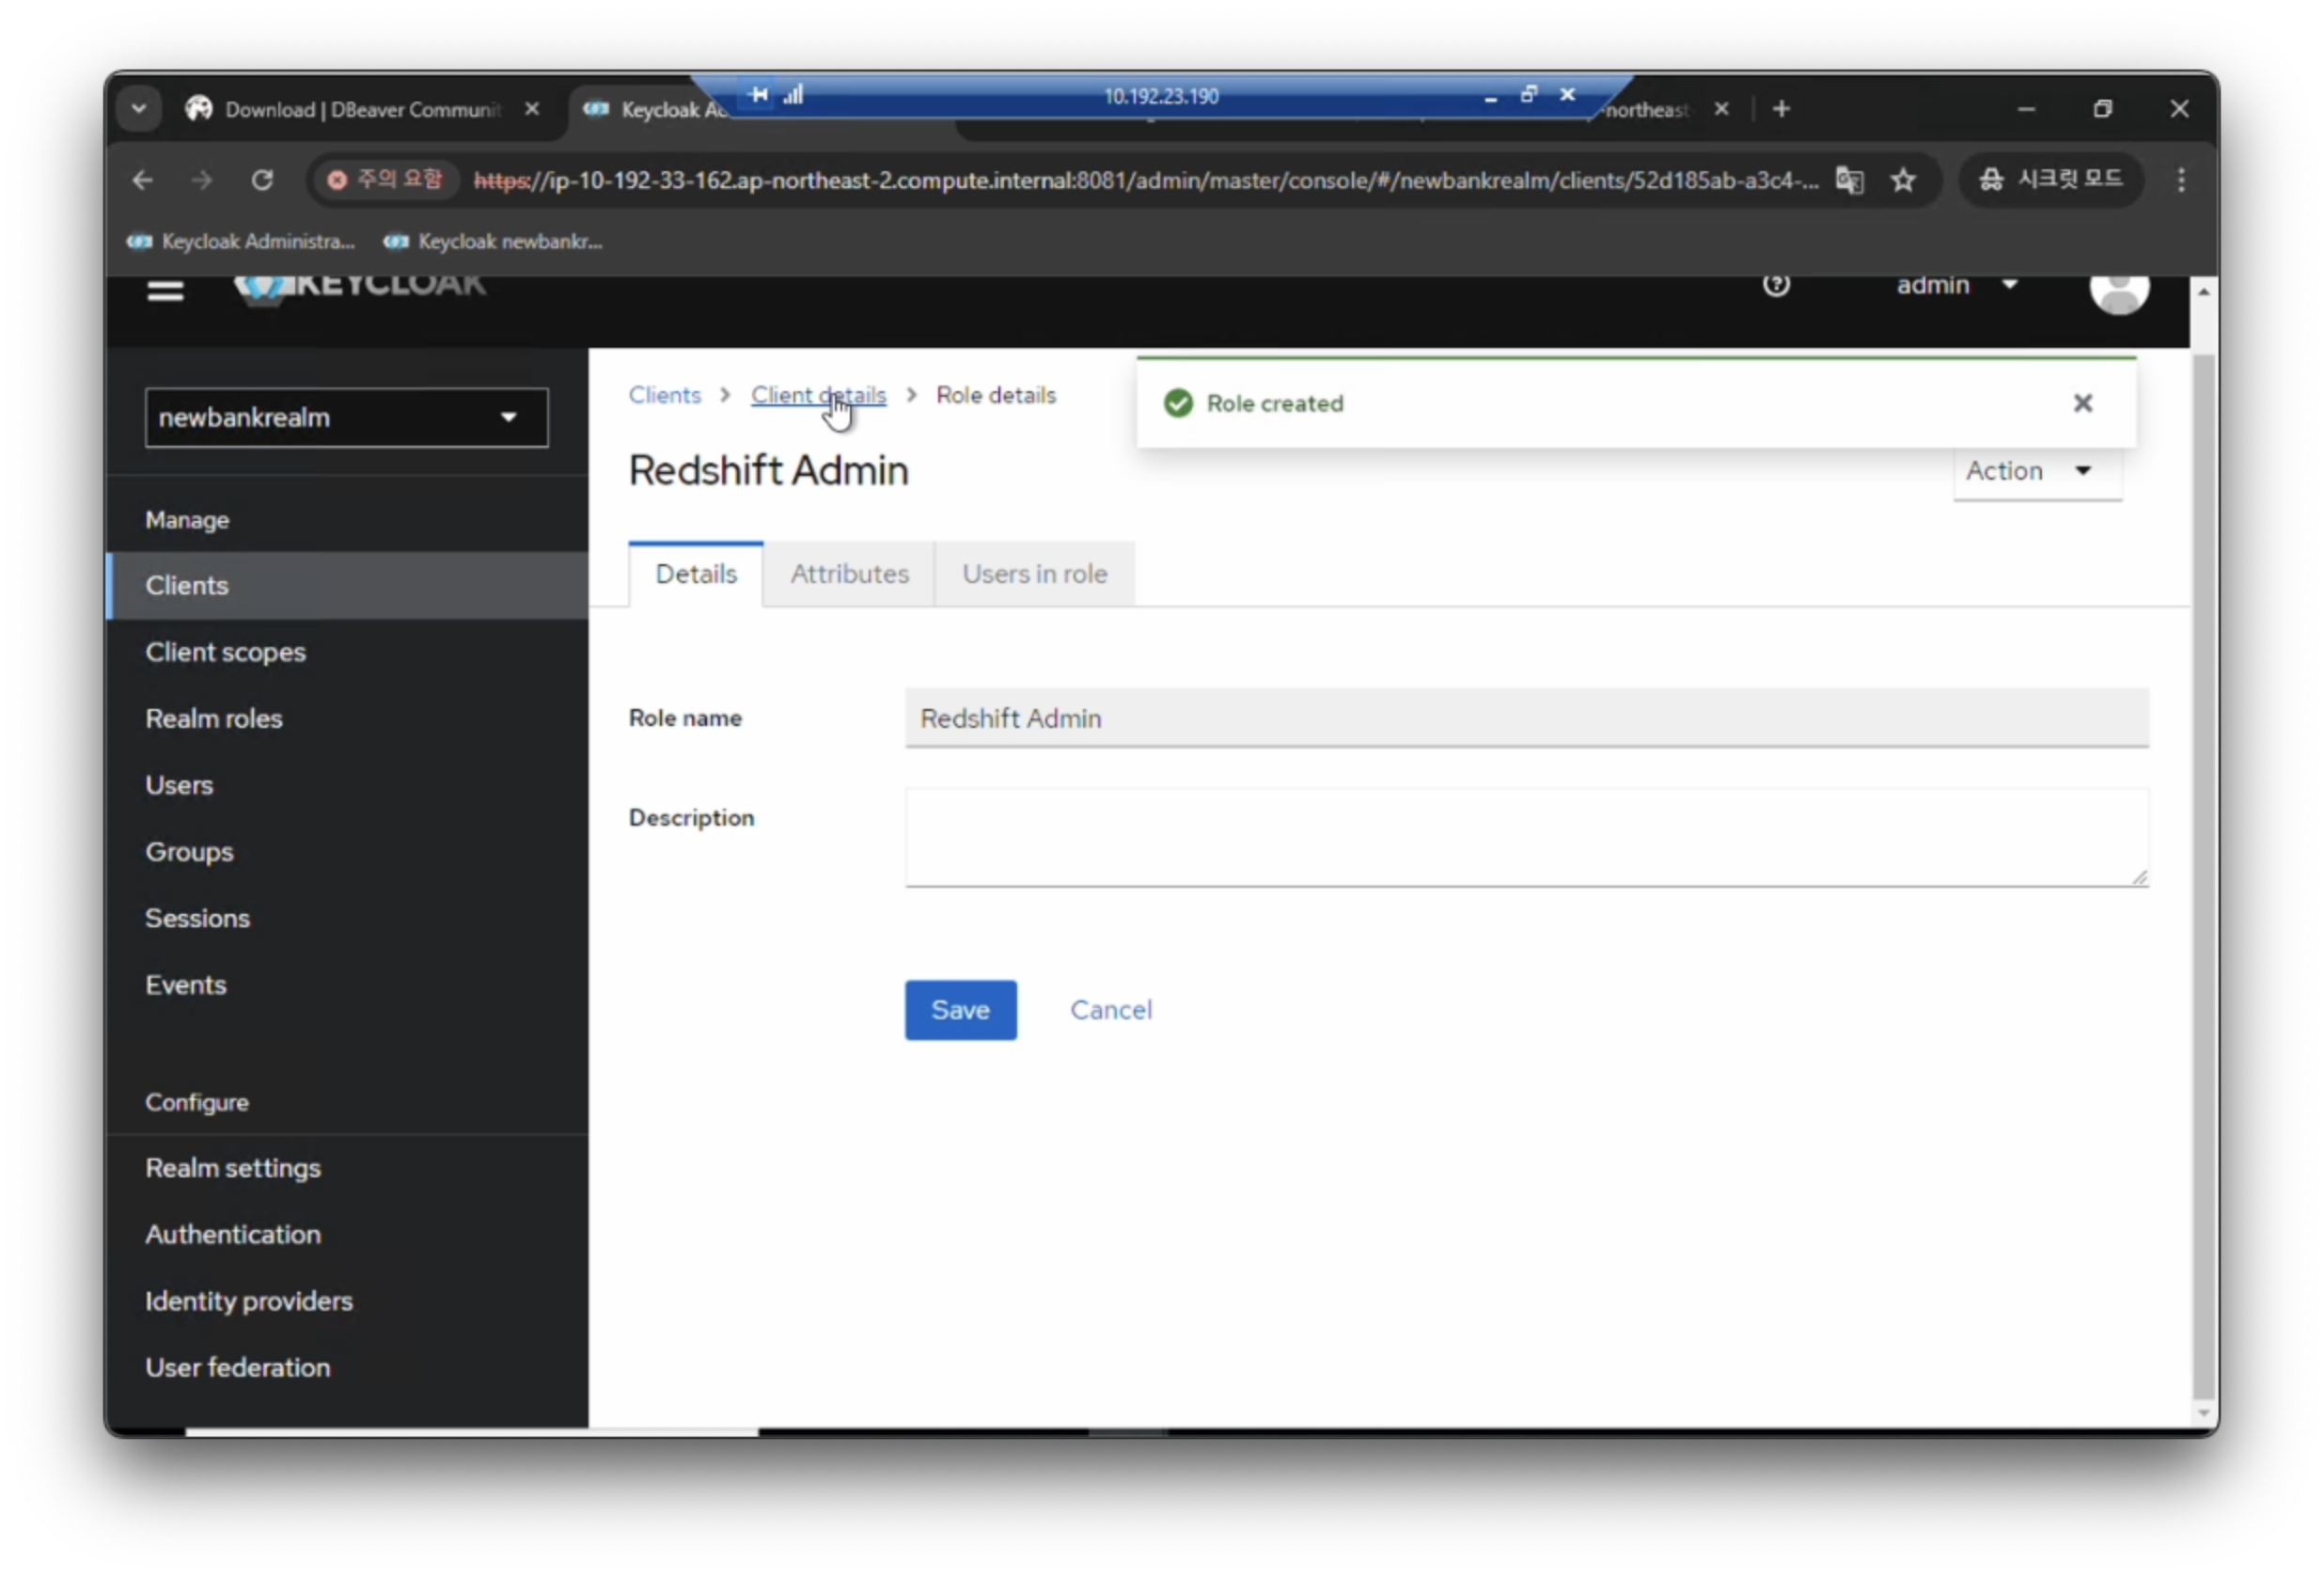 Download | DBeaver Communit
Keycloak Ad
10.192.23.190
-northeast
주의 요함
https://ip-10-192-33-162.ap-northeast-2.compute.internal:8081/admin/master/console/#/newbankrealm/clients/52d185ab-a3c4-...
시크릿 모드
Keycloak Administra...
Keycloak newbankr...
KEYCLOAK
admin
newbankrealm
Manage
Clients
Client scopes
Realm roles
Users
Groups
Sessions
Events
Configure
Realm settings
Authentication
Identity providers
User federation
Clients > Client details > Role details
Role created
Redshift Admin
Action
Details
Attributes
Users in role
Role name
Redshift Admin
Description
Save
Cancel